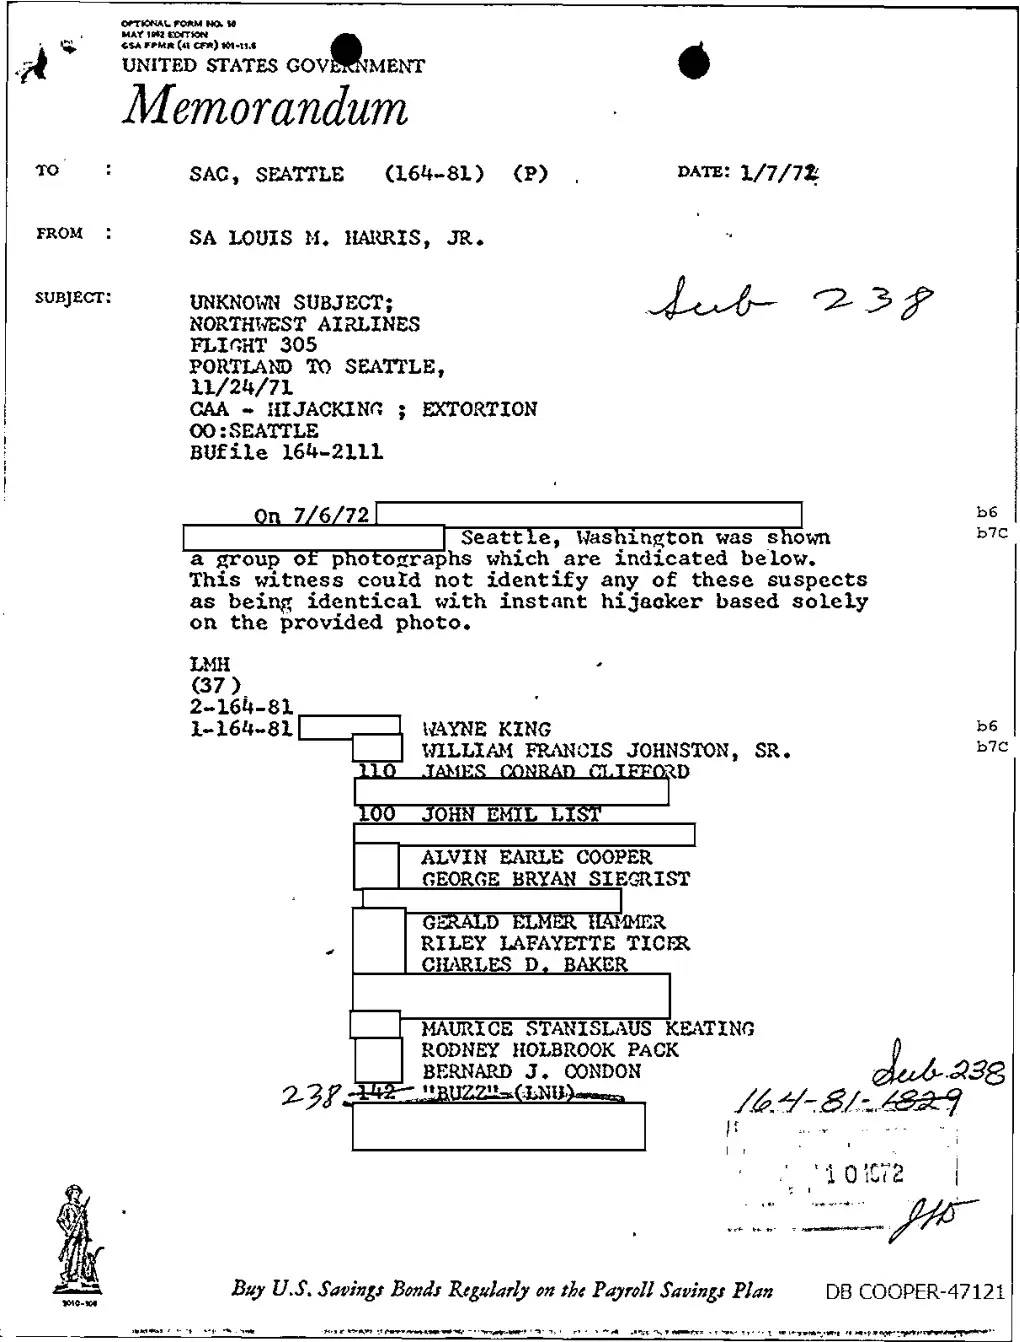 OPTIONAL FORM NO. 10
MAY 1962 EDITION
GSA FPMR (41 CFR) 101-11.6
UNITED STATES GOVERNMENT
Memorandum
TO : SAC, SEATTLE (164-81) (P) DATE: 1/7/72
FROM : SA LOUIS M. HARRIS, JR.
SUBJECT: UNKNOWN SUBJECT;
Sub 238
NORTHWEST AIRLINES
FLIGHT 305
PORTLAND TO SEATTLE,
11/24/71
CAA - HIJACKING ; EXTORTION
OO:SEATTLE
BUfile 164-2111
On 7/6/72 b6
Seattle, Washington was shown b7C
a group of photographs which are indicated below.
This witness could not identify any of these suspects
as being identical with instant hijacker based solely
on the provided photo.
LMH
(37)
2-164-81
1-164-81 WAYNE KING b6
WILLIAM FRANCIS JOHNSTON, SR. b7C
110 JAMES CONRAD CLIFFORD
100 JOHN EMIL LIST
ALVIN EARLE COOPER
GEORGE BRYAN SIEGRIST
GERALD ELMER HAMMER
RILEY LAFAYETTE TICER
CHARLES D. BAKER
MAURICE STANISLAUS KEATING
RODNEY HOLBROOK PACK
BERNARD J. CONDON
238 142 "BUZZ" (LNU)
Sub 238
164-81-1829
10 1972
Buy U.S. Savings Bonds Regularly on the Payroll Savings Plan
DB COOPER-47121